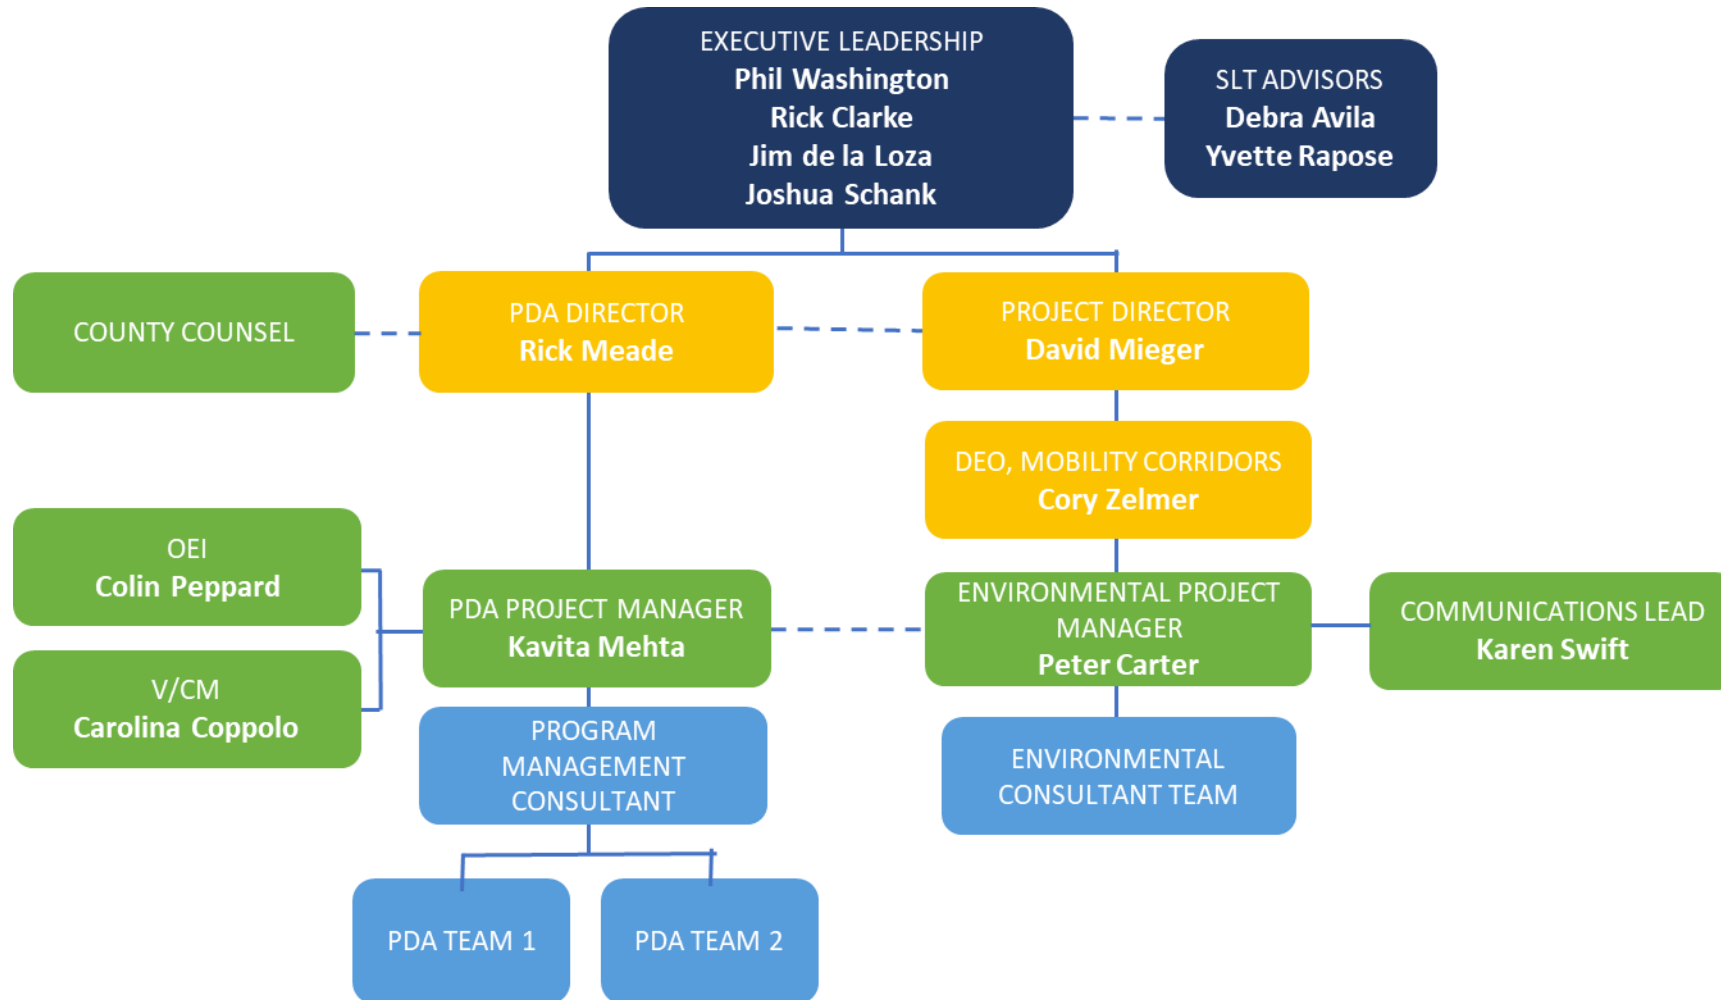 EXECUTIVE LEADERSHIP
Phil Washington
Rick Clarke
Jim de la Loza
Joshua Schank
SLT ADVISORS
Debra Avila
Yvette Rapose
COUNTY COUNSEL
PDA DIRECTOR
Rick Meade
PROJECT DIRECTOR
David Mieger
DEO, MOBILITY CORRIDORS
Cory Zelmer
OEI
Colin Peppard
V/CM
Carolina Coppolo
PDA PROJECT MANAGER
Kavita Mehta
ENVIRONMENTAL PROJECT
MANAGER
Peter Carter
COMMUNICATIONS LEAD
Karen Swift
PROGRAM
MANAGEMENT
CONSULTANT
ENVIRONMENTAL
CONSULTANT TEAM
PDA TEAM 1
PDA TEAM 2